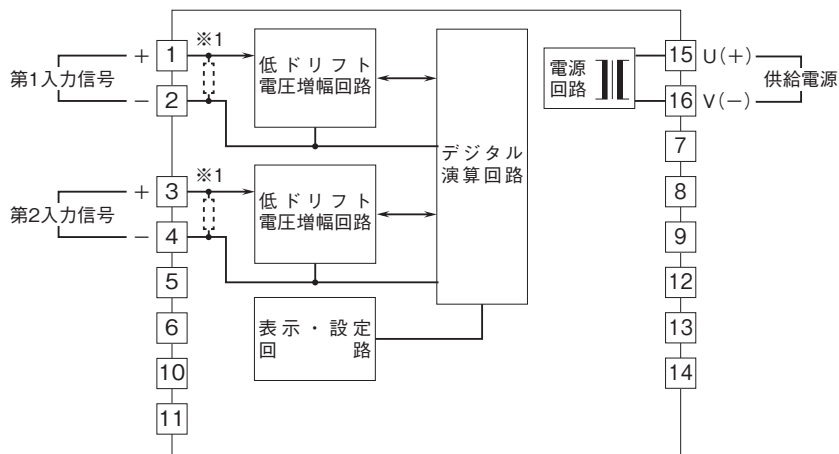 第1入力信号
+
−
1
2
※1
低ドリフト
電圧増幅回路
第2入力信号
+
−
3
4
※1
低ドリフト
電圧増幅回路
5
6
10
11
表示・設定
回路
デジタル
演算回路
電源
回路
15
16
U(+)
V(−)
供給電源
7
8
9
12
13
14